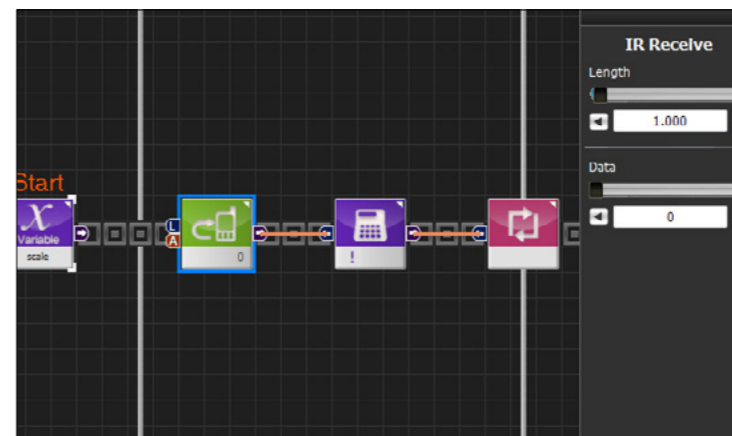 IR Receive
Length
1.000
Data
0
Start
X
Variable
scale
L
A
0
!